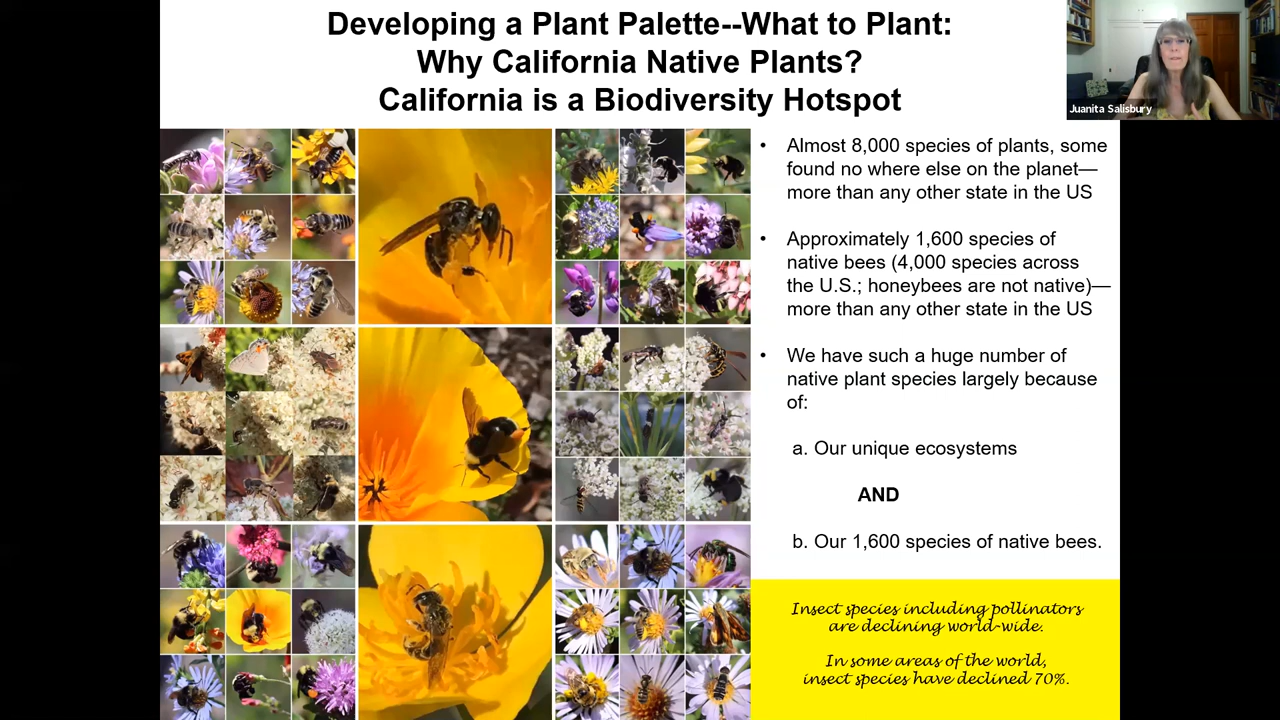 Developing a Plant Palette--What to Plant:
Why California Native Plants?
California is a Biodiversity Hotspot
Juanita Salisbury
• Almost 8,000 species of plants, some
found no where else on the planet—
more than any other state in the US
• Approximately 1,600 species of
native bees (4,000 species across
the U.S.; honeybees are not native)—
more than any other state in the US
• We have such a huge number of
native plant species largely because
of:
a. Our unique ecosystems
AND
b. Our 1,600 species of native bees.
Insect species including pollinators
are declining world-wide.
In some areas of the world,
insect species have declined 70%.